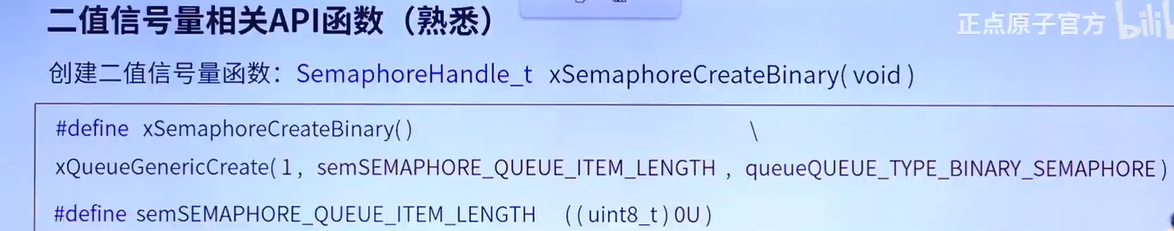 二值信号量相关API函数（熟悉）
正点原子官方 bili
创建二值信号量函数：SemaphoreHandle_t xSemaphoreCreateBinary( void )
#define xSemaphoreCreateBinary( ) \
xQueueGenericCreate( 1 , semSEMAPHORE_QUEUE_ITEM_LENGTH , queueQUEUE_TYPE_BINARY_SEMAPHORE )
#define semSEMAPHORE_QUEUE_ITEM_LENGTH ( ( uint8_t ) 0U )